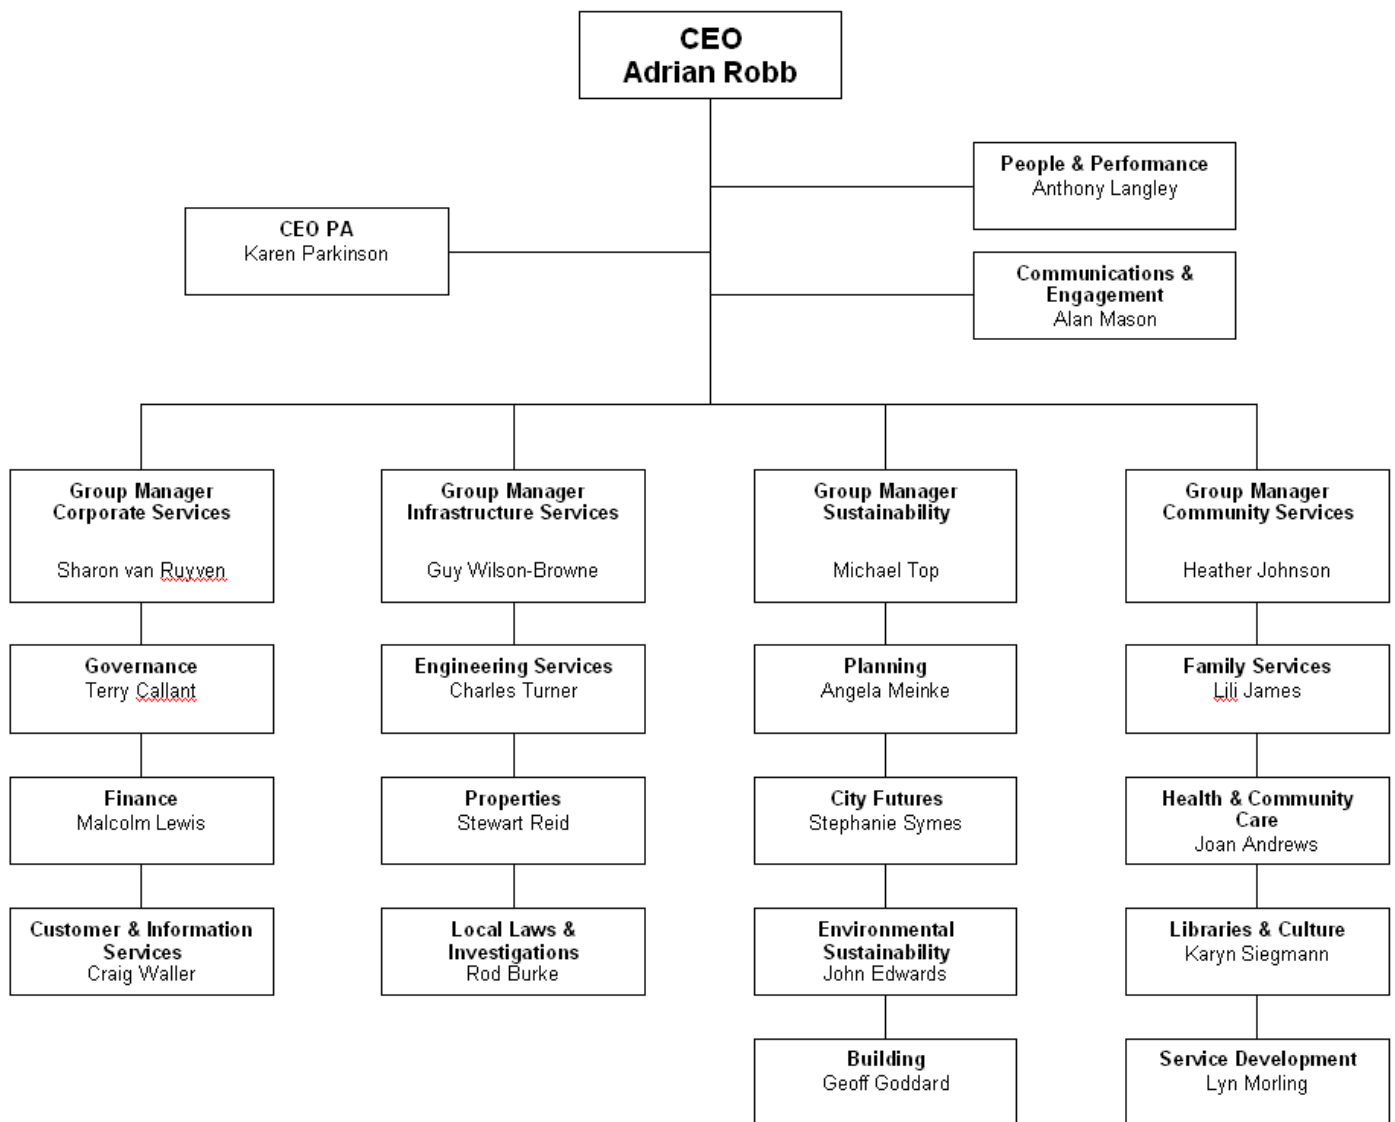 CEO
Adrian Robb
People & Performance
Anthony Langley
CEO PA
Karen Parkinson
Communications &
Engagement
Alan Mason
Group Manager
Corporate Services
Sharon van Ruyven
Group Manager
Infrastructure Services
Guy Wilson-Browne
Group Manager
Sustainability
Michael Top
Group Manager
Community Services
Heather Johnson
Governance
Terry Callant
Engineering Services
Charles Turner
Planning
Angela Meinke
Family Services
Lili James
Finance
Malcolm Lewis
Properties
Stewart Reid
City Futures
Stephanie Symes
Health & Community
Care
Joan Andrews
Customer & Information
Services
Craig Waller
Local Laws &
Investigations
Rod Burke
Environmental
Sustainability
John Edwards
Libraries & Culture
Karyn Siegmann
Building
Geoff Goddard
Service Development
Lyn Morling